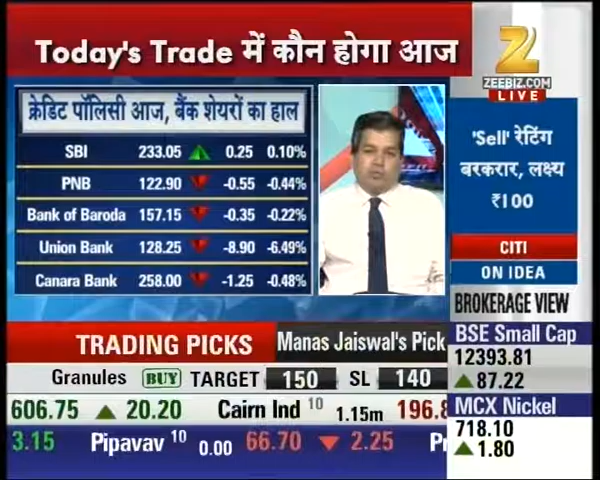 Today's Trade में कौन होगा आज
ZEEBIZ.COM
LIVE
क्रेडिट पॉलिसी आज, बैंक शेयरों का हाल
SBI 233.05 0.25 0.10%
PNB 122.90 -0.55 -0.44%
Bank of Baroda 157.15 -0.35 -0.22%
Union Bank 128.25 -8.90 -6.49%
Canara Bank 258.00 -1.25 -0.48%
'Sell' रेटिंग
बरकरार, लक्ष्य
₹100
CITI
ON IDEA
BROKERAGE VIEW
TRADING PICKS Manas Jaiswal's Pick
Granules BUY TARGET 150 SL 140
BSE Small Cap
12393.81
87.22
MCX Nickel
718.10
1.80
606.75 20.20 Cairn Ind 10 1.15m 196.8
3.15 Pipavav 10 0.00 66.70 2.25